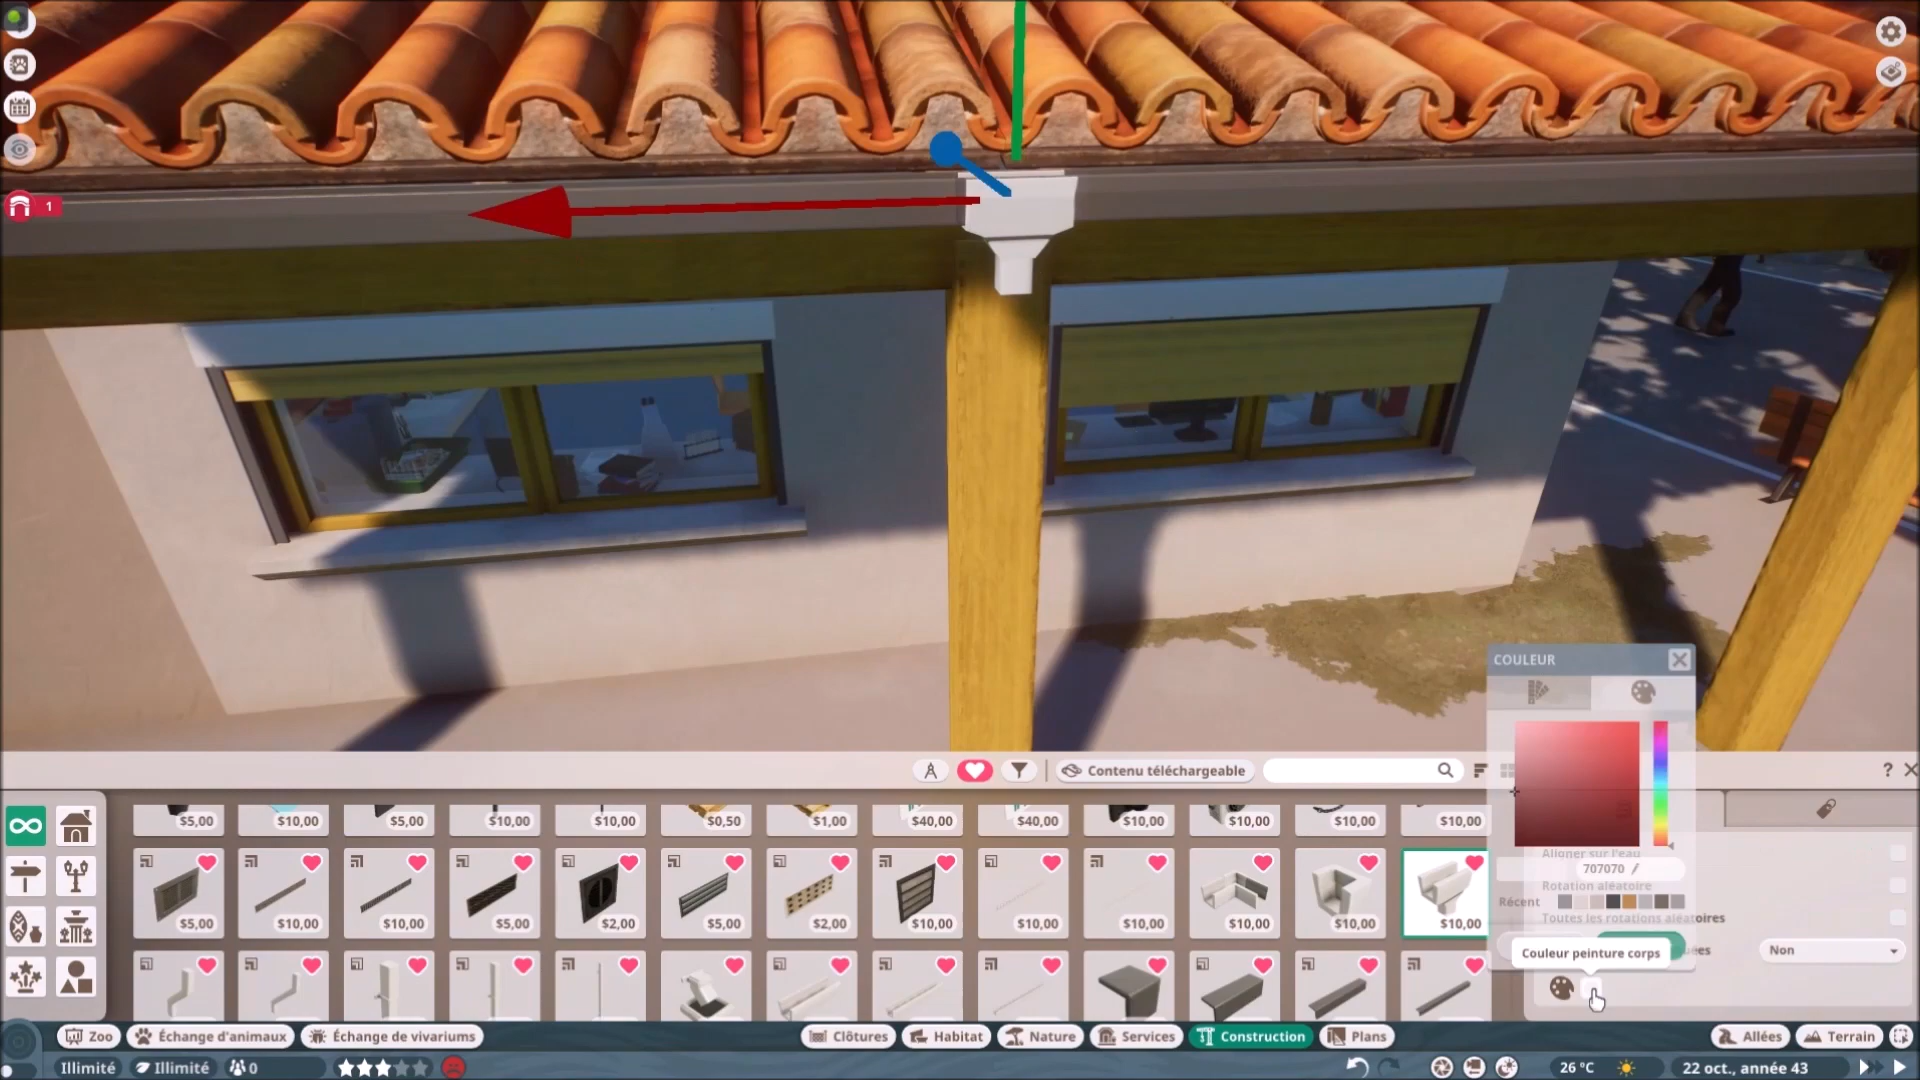 1
COULEUR
Contenu téléchargeable
?
$5,00 $10,00 $5,00 $10,00 $10,00 $0,50 $1,00 $40,00 $40,00 $10,00 $10,00 $10,00 $10,00
Aligner sur l'eau
707070
Rotation aléatoire
Récent
Toutes les rotations aléatoires
$5,00 $10,00 $10,00 $5,00 $2,00 $5,00 $2,00 $10,00 $10,00 $10,00 $10,00 $10,00 $10,00
Couleur peinture corps
Non
Zoo Échange d'animaux Échange de vivariums Clôtures Habitat Nature Services Construction Plans Allées Terrain
Illimité Illimité 0 26 °C 22 oct., année 43